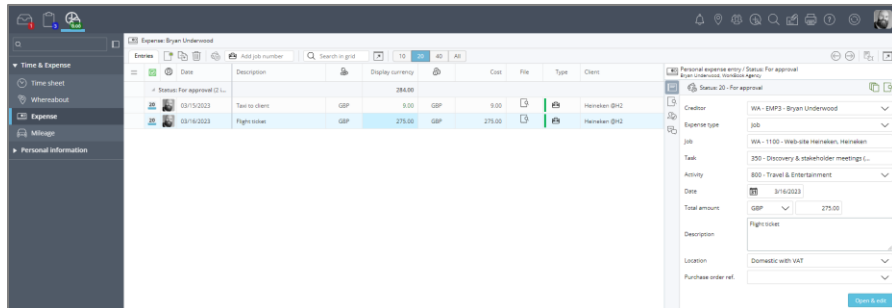 Expense: Bryan Underwood
Entries Add job number Search in grid 10 20 40 All
Date Description Display currency Cost File Type Client
Status: For approval (2 )... 284.00
20 03/15/2023 Taxi to client GBP 9.00 GBP 9.00 Heineken @H2
20 03/16/2023 Flight ticket GBP 275.00 GBP 275.00 Heineken @H2
Time & Expense
Time sheet
Whereabout
Expense
Mileage
Personal information
Personal expense entry / Status: For approval
Bryan Underwood, WorkBook Agency
Status: 20 - For approval
Creditor WA - EMP3 - Bryan Underwood
Expense type Job
Job WA - 1100 - Web-site Heineken, Heineken
Task 350 - Discovery & stakeholder meetings (...
Activity 800 - Travel & Entertainment
Date 3/16/2023
Total amount GBP 275.00
Description Flight ticket
Location Domestic with VAT
Purchase order ref.
Open & edit